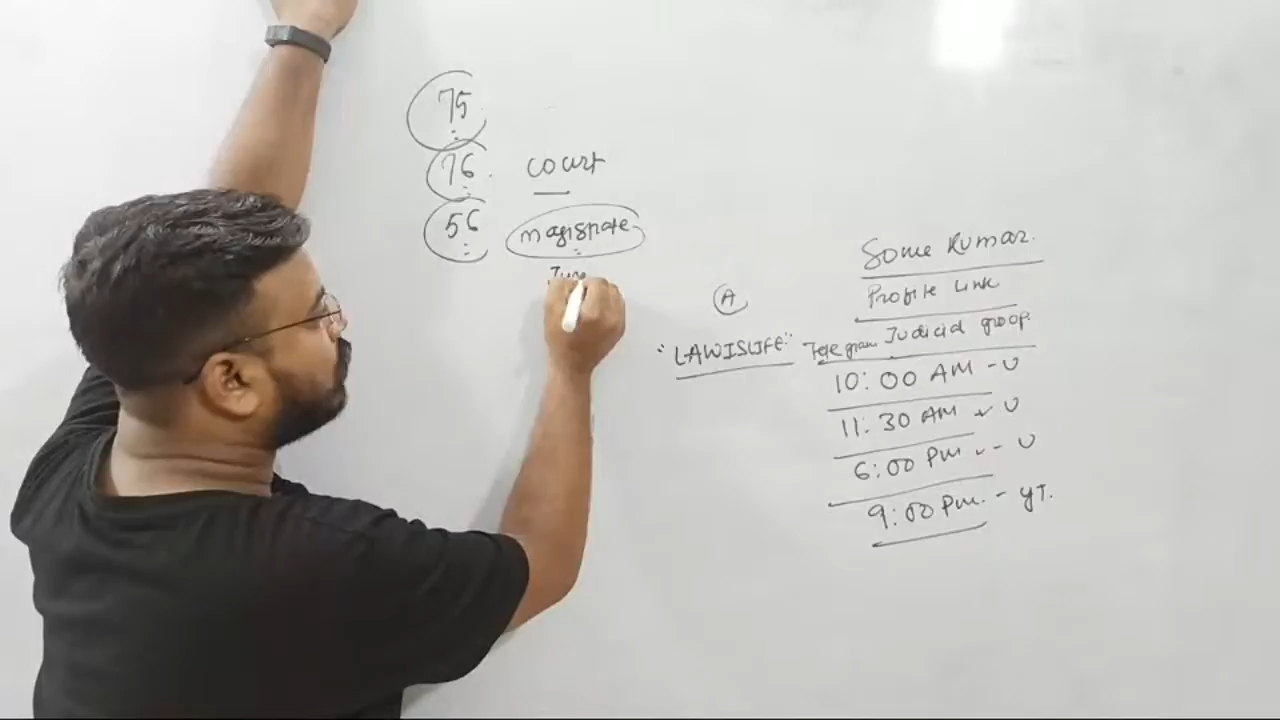 75
76 court
56 magistrate
A
"LAWISLIFE"
Some Kumar.
Profile Link
Telegram Judicial group.
10:00 AM - U
11:30 AM - U
6:00 PM - U
9:00 PM. - YT.